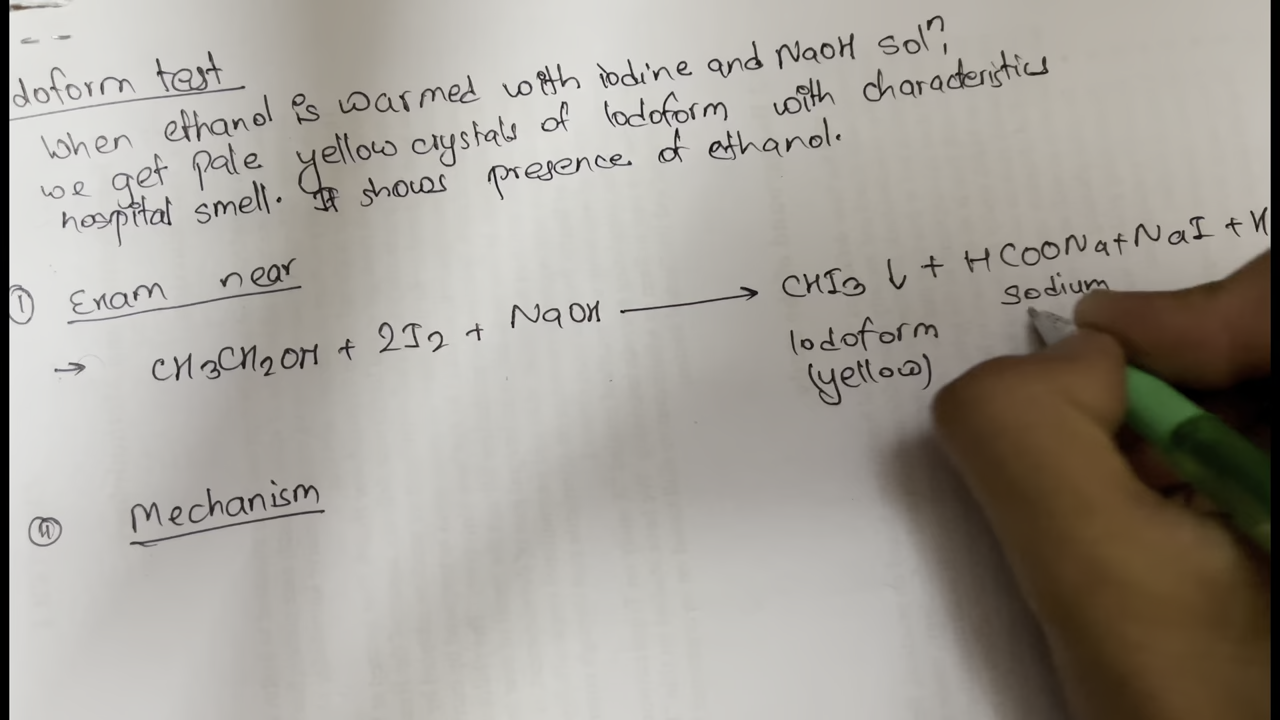 doform test
When ethanol is warmed with iodine and NaOH solⁿ,
we get pale yellow crystals of Iodoform with characteristics
hospital smell. It shows presence of ethanol.
① Exam near
→ CH3CH2OH + 2I2 + NaOH ⟶ CHI3 ↓ + HCOONa + NaI + H
Iodoform sodium
(yellow)
⑪ Mechanism